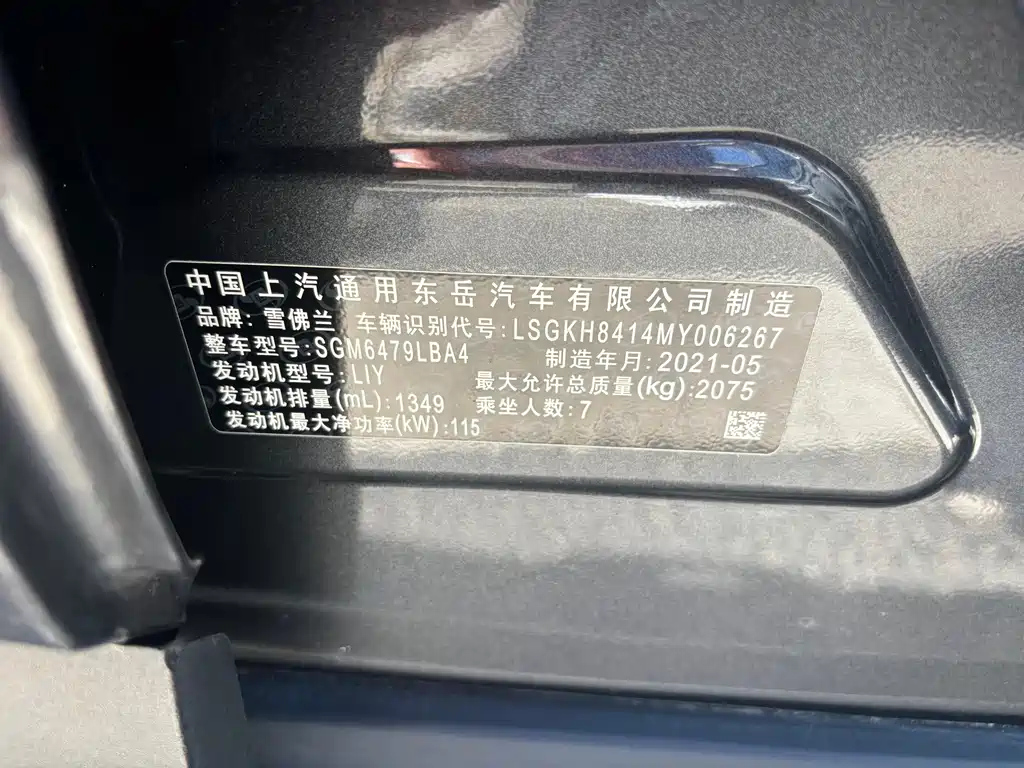 中国上汽通用东岳汽车有限公司制造
品牌:雪佛兰 车辆识别代号:LSGKH8414MY006267
整车型号:SGM6479LBA4 制造年月:2021-05
发动机型号:LIY 最大允许总质量(kg):2075
发动机排量(mL):1349 乘坐人数:7
发动机最大净功率(kW):115